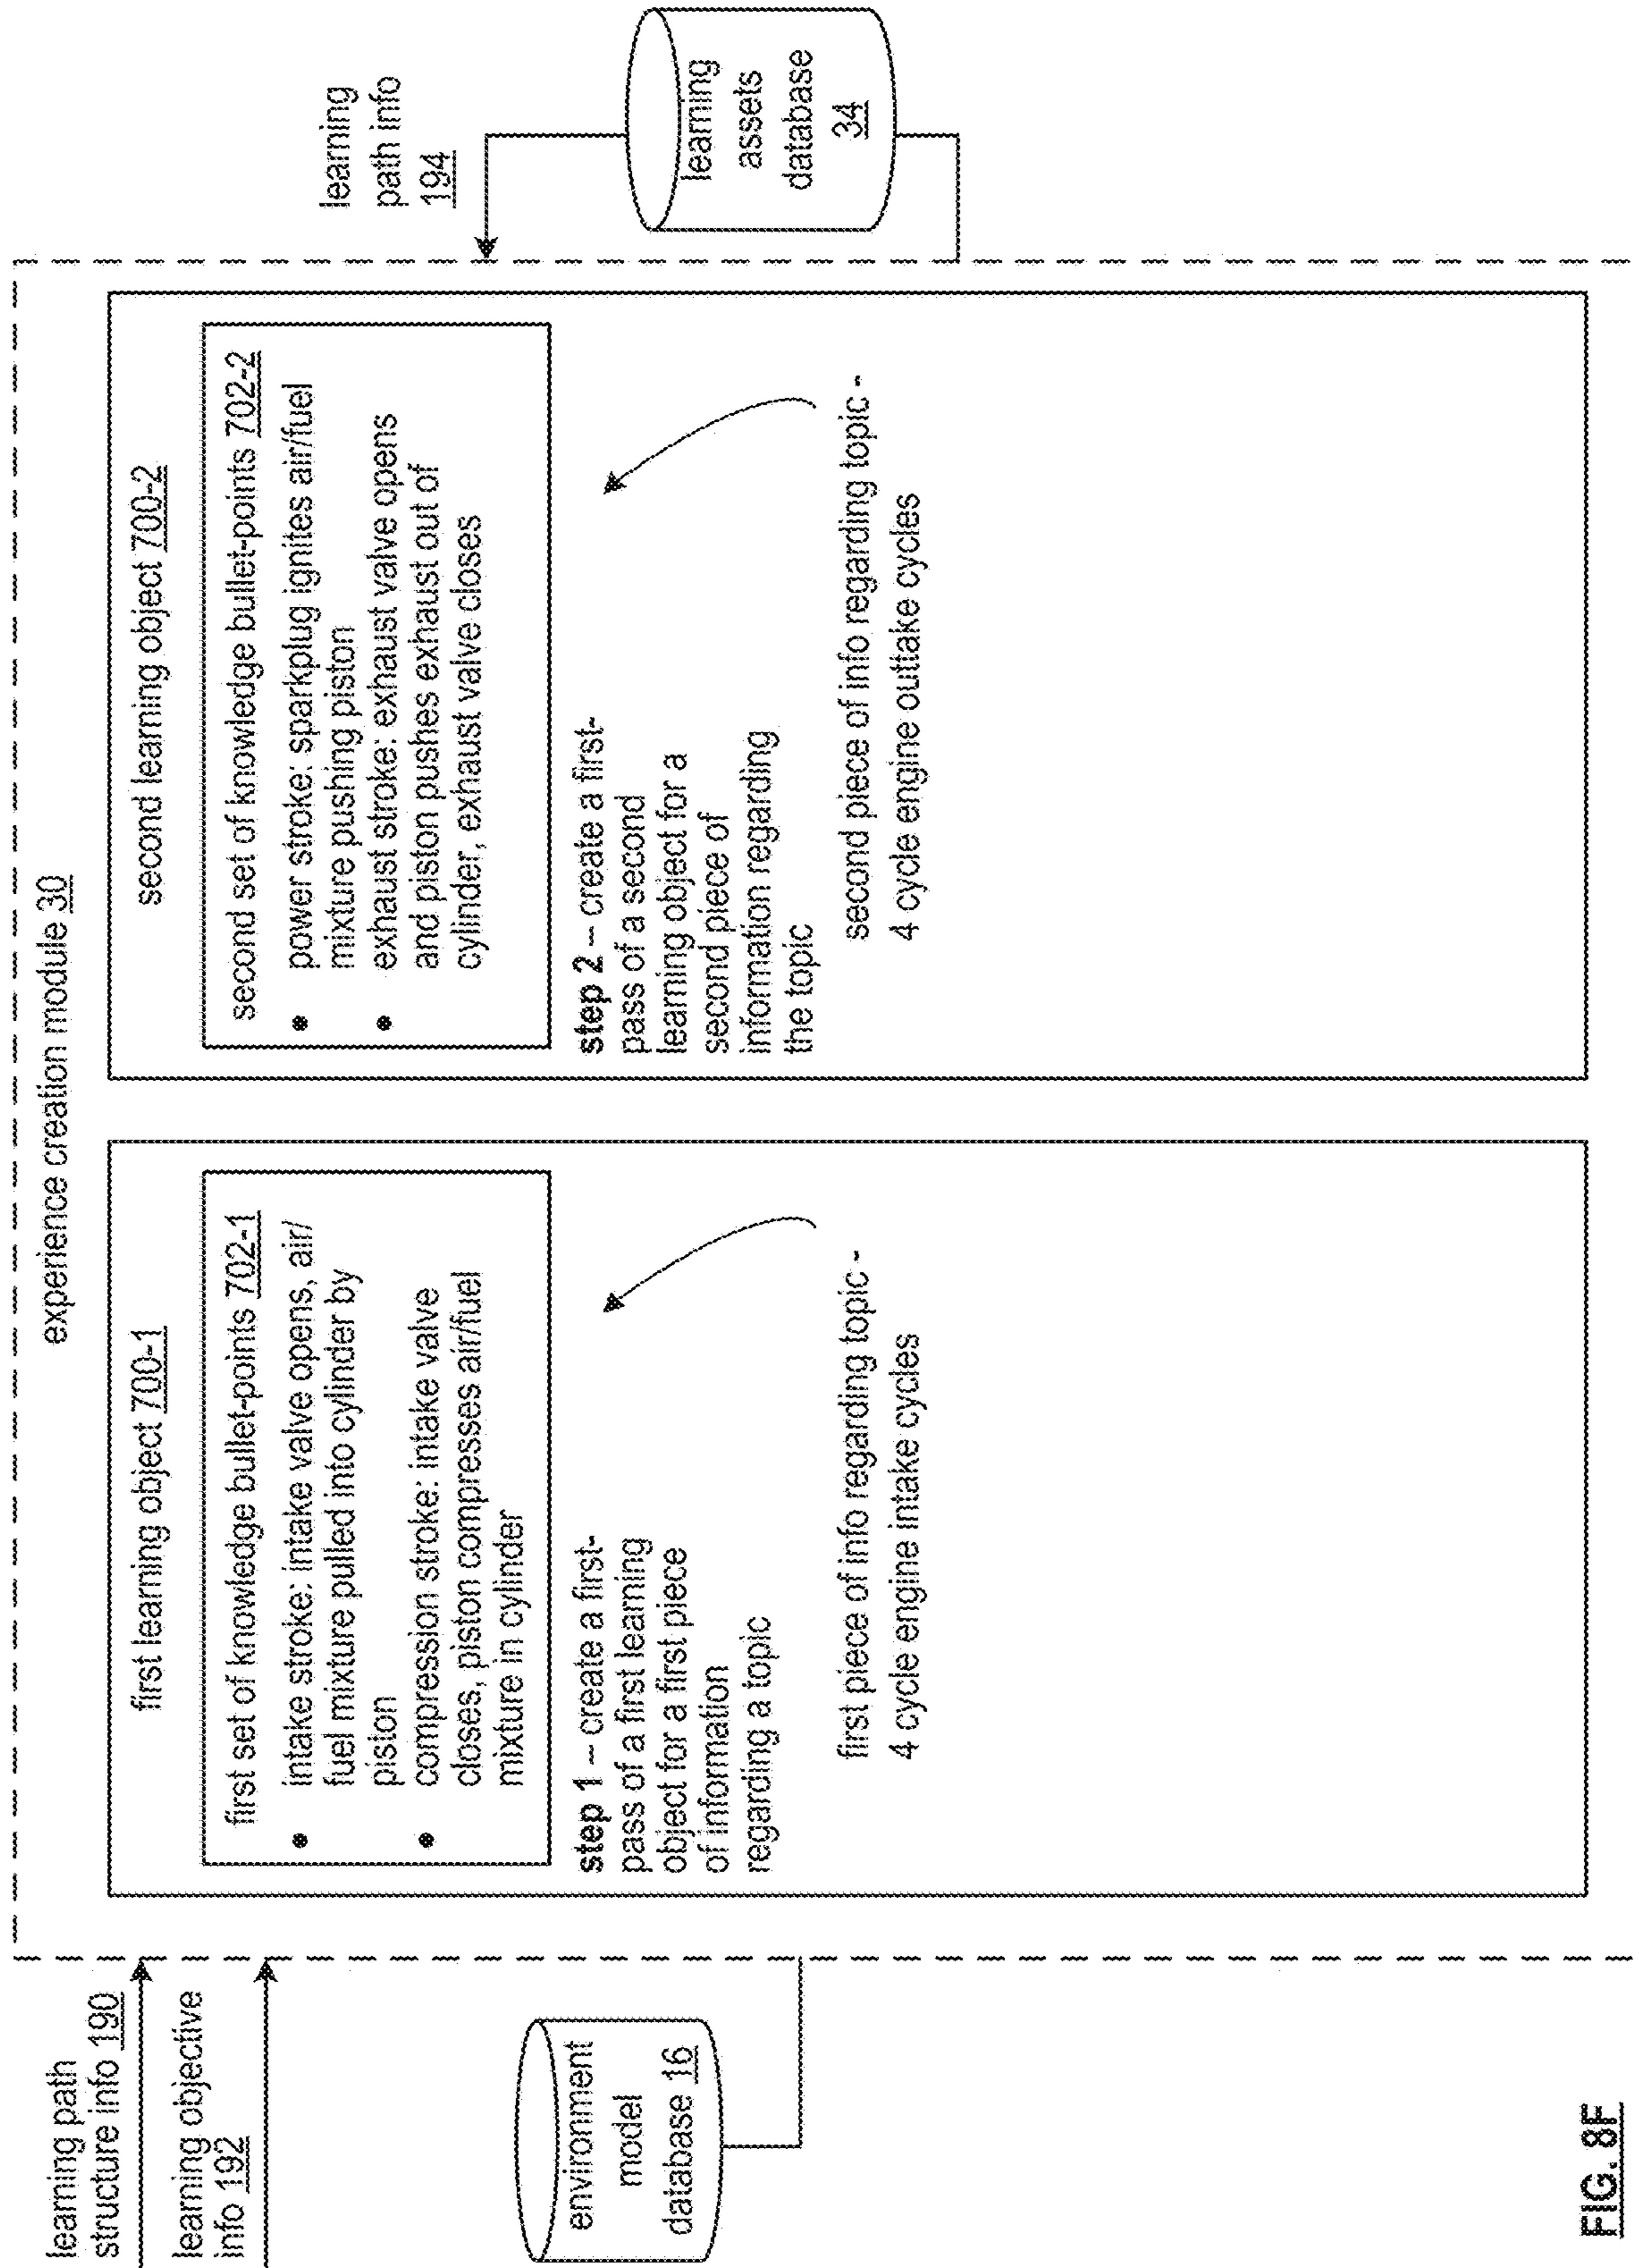 experience creation module 30
learning path
structure info 190
learning objective
info 192
environment
model
database 16
first learning object 700-1
first set of knowledge bullet-points 702-1
• intake stroke: intake valve opens, air/
fuel mixture pulled into cylinder by
piston
• compression stroke: intake valve
closes, piston compresses air/fuel
mixture in cylinder
step 1 – create a first-
pass of a first learning
object for a first piece
of information
regarding a topic
first piece of info regarding topic -
4 cycle engine intake cycles
second learning object 700-2
second set of knowledge bullet-points 702-2
• power stroke: sparkplug ignites air/fuel
mixture pushing piston
• exhaust stroke: exhaust valve opens
and piston pushes exhaust out of
cylinder, exhaust valve closes
step 2 – create a first-
pass of a second
learning object for a
second piece of
information regarding
the topic
second piece of info regarding topic -
4 cycle engine outtake cycles
learning
path info
194
learning
assets
database
34
FIG. 8F